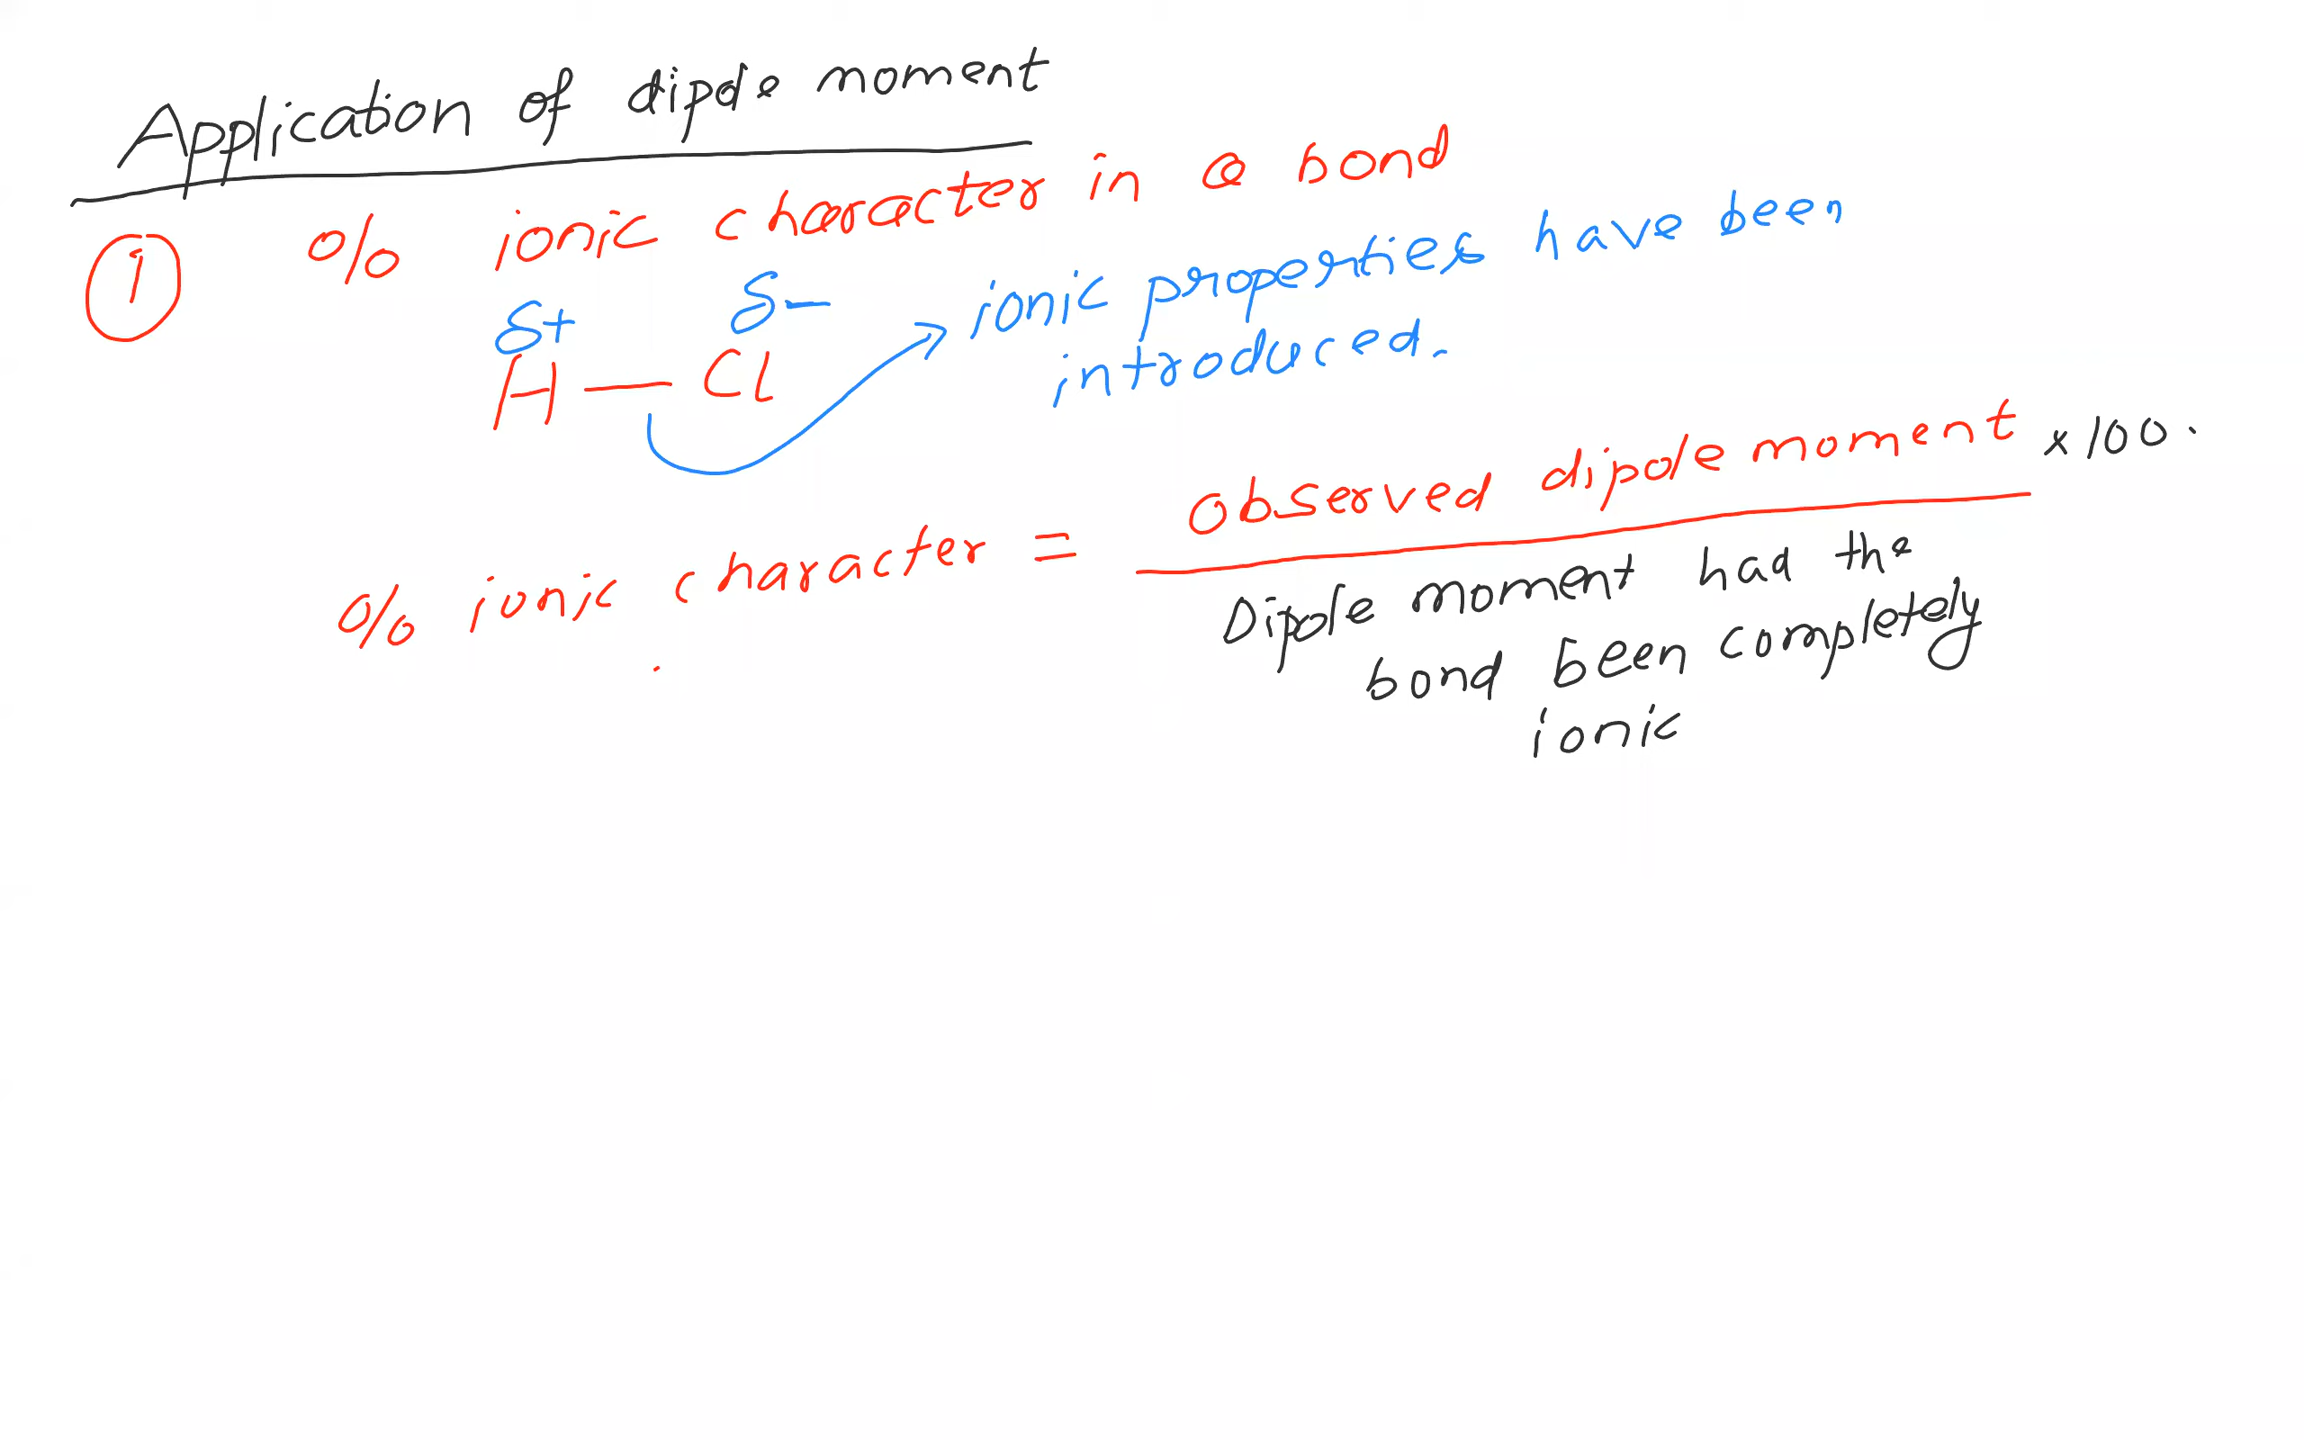 Application of dipole moment
① % ionic character in a bond
δ+ δ- ionic properties have been
H — Cl introduced.
% ionic character = Observed dipole moment × 100.
Dipole moment had the
bond been completely
ionic